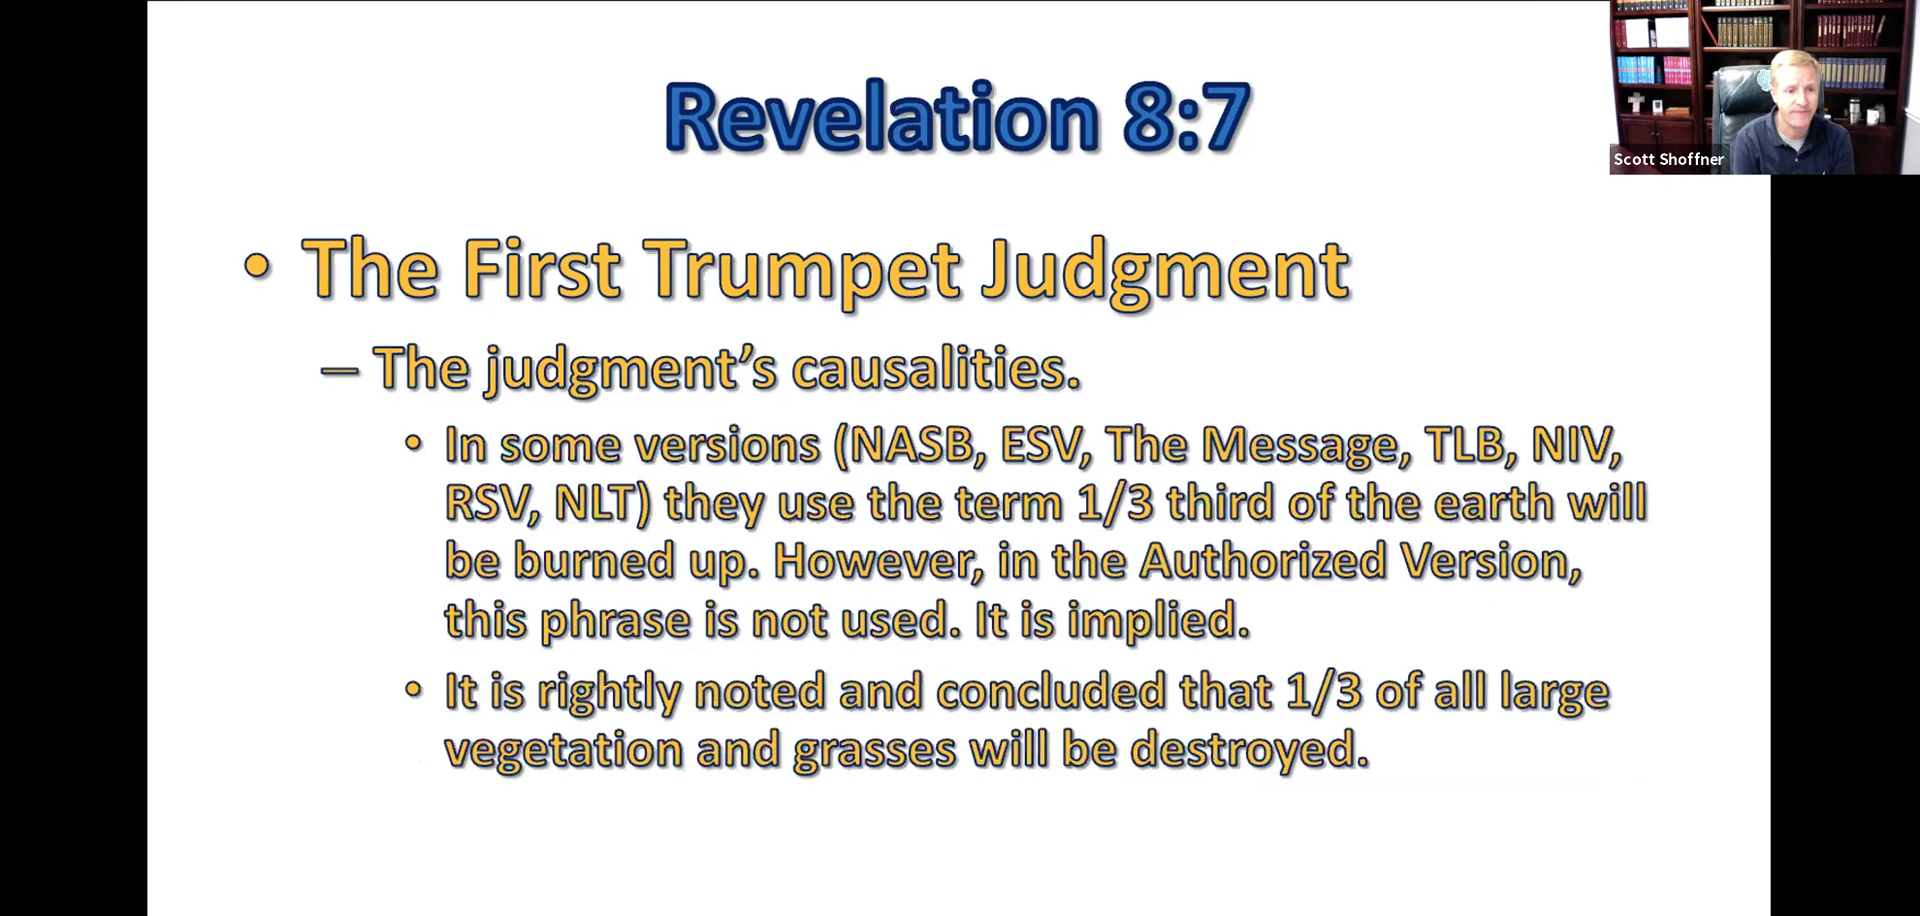 Revelation 8:7
Scott Shoffner
• The First Trumpet Judgment
– The judgment’s causalities.
• In some versions (NASB, ESV, The Message, TLB, NIV,
RSV, NLT) they use the term 1/3 third of the earth will
be burned up. However, in the Authorized Version,
this phrase is not used. It is implied.
• It is rightly noted and concluded that 1/3 of all large
vegetation and grasses will be destroyed.